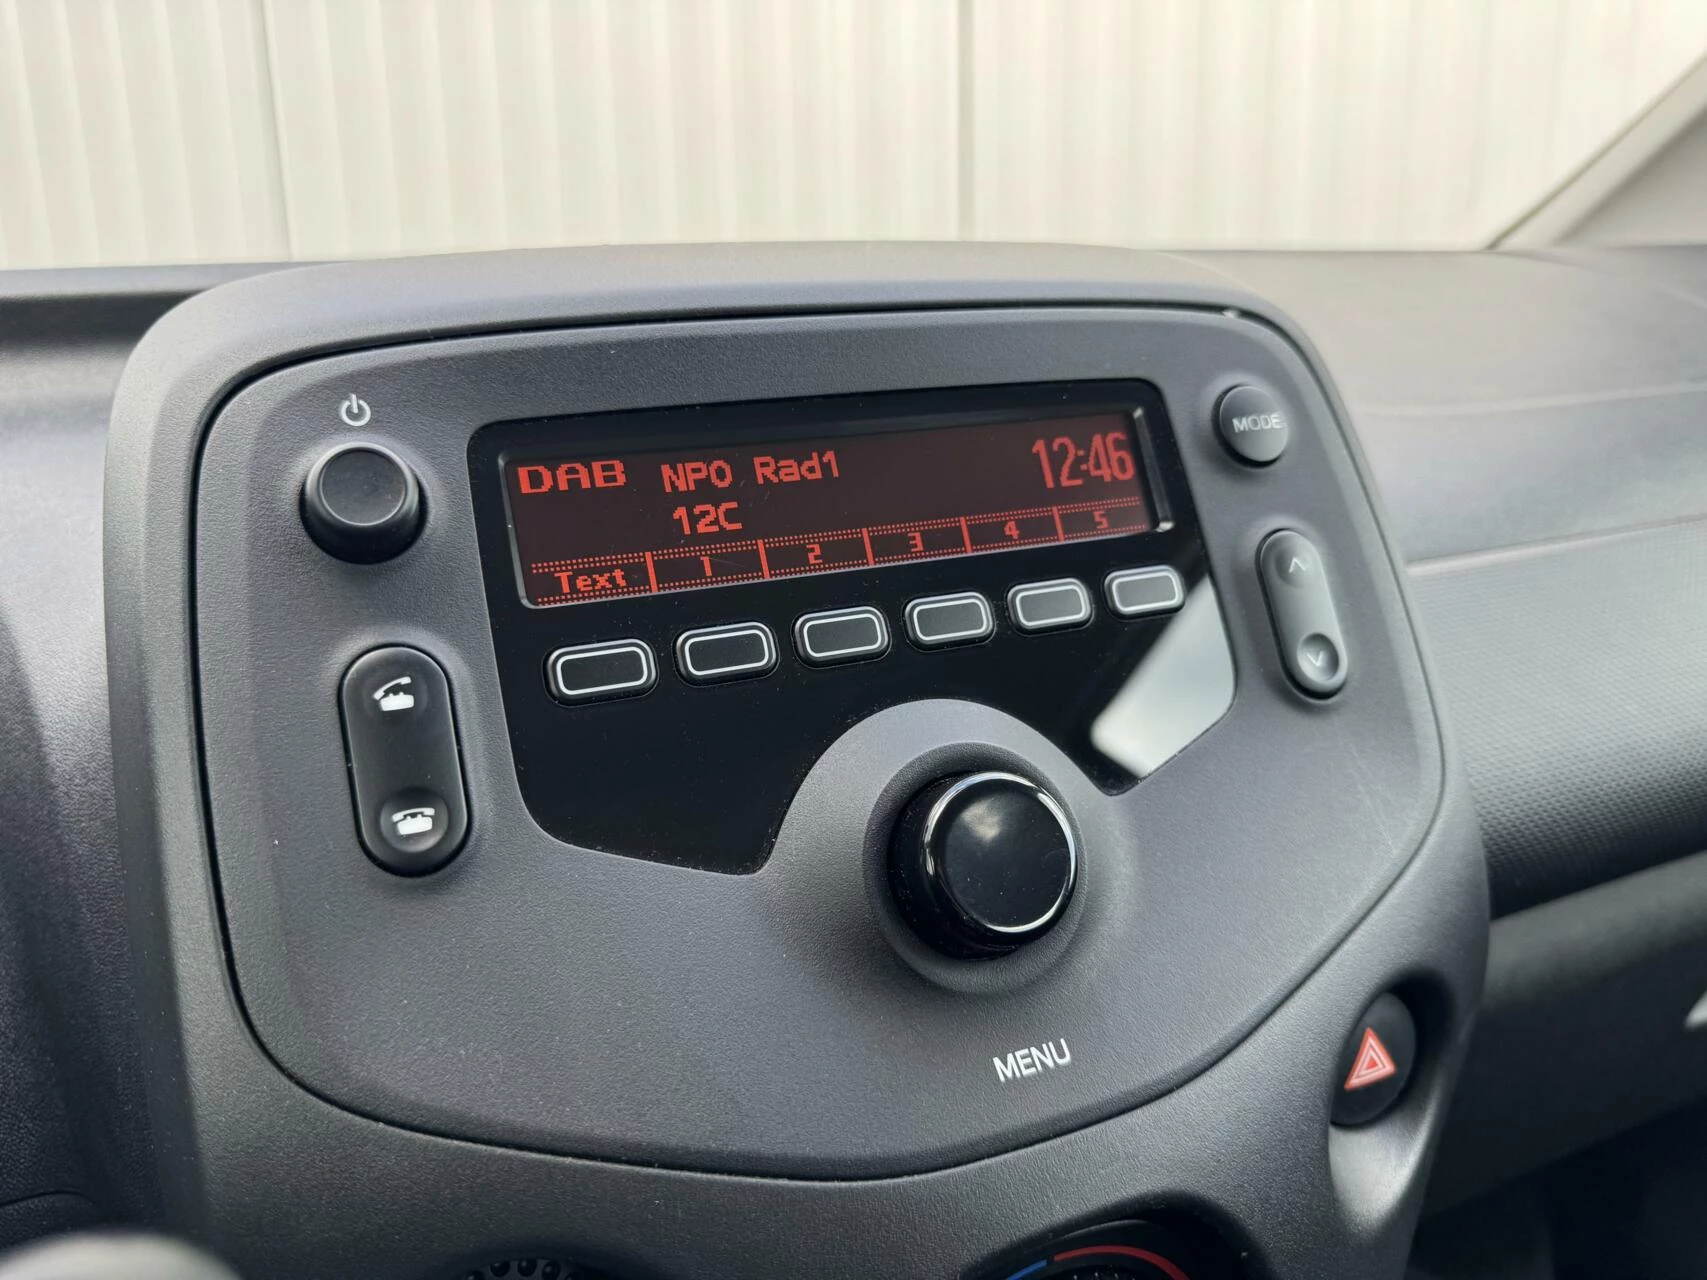 DAB NPO Rad1 12:46
12C
Text 1 2 3 4 5
MODE
MENU